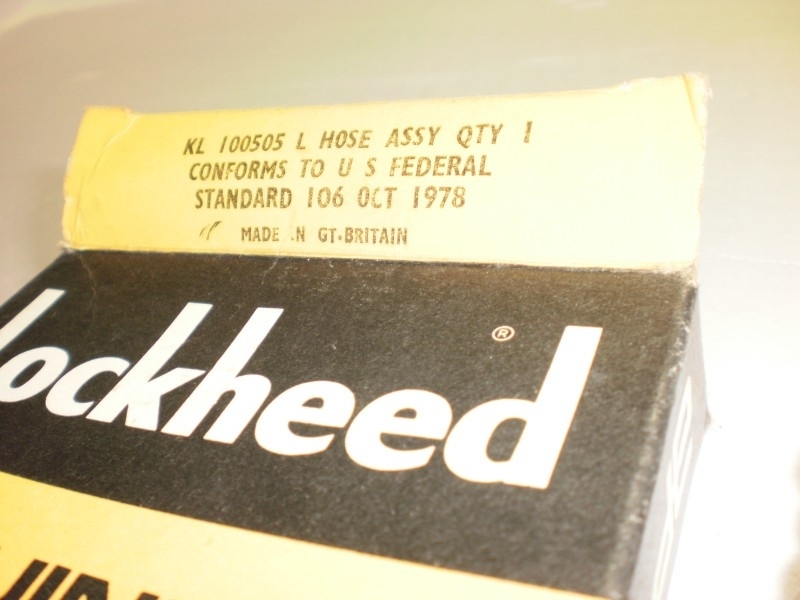 KL 100505 L HOSE ASSY QTY 1
CONFORMS TO U S FEDERAL
STANDARD 106 OCT 1978
MADE .N GT.BRITAIN
lockheed ®